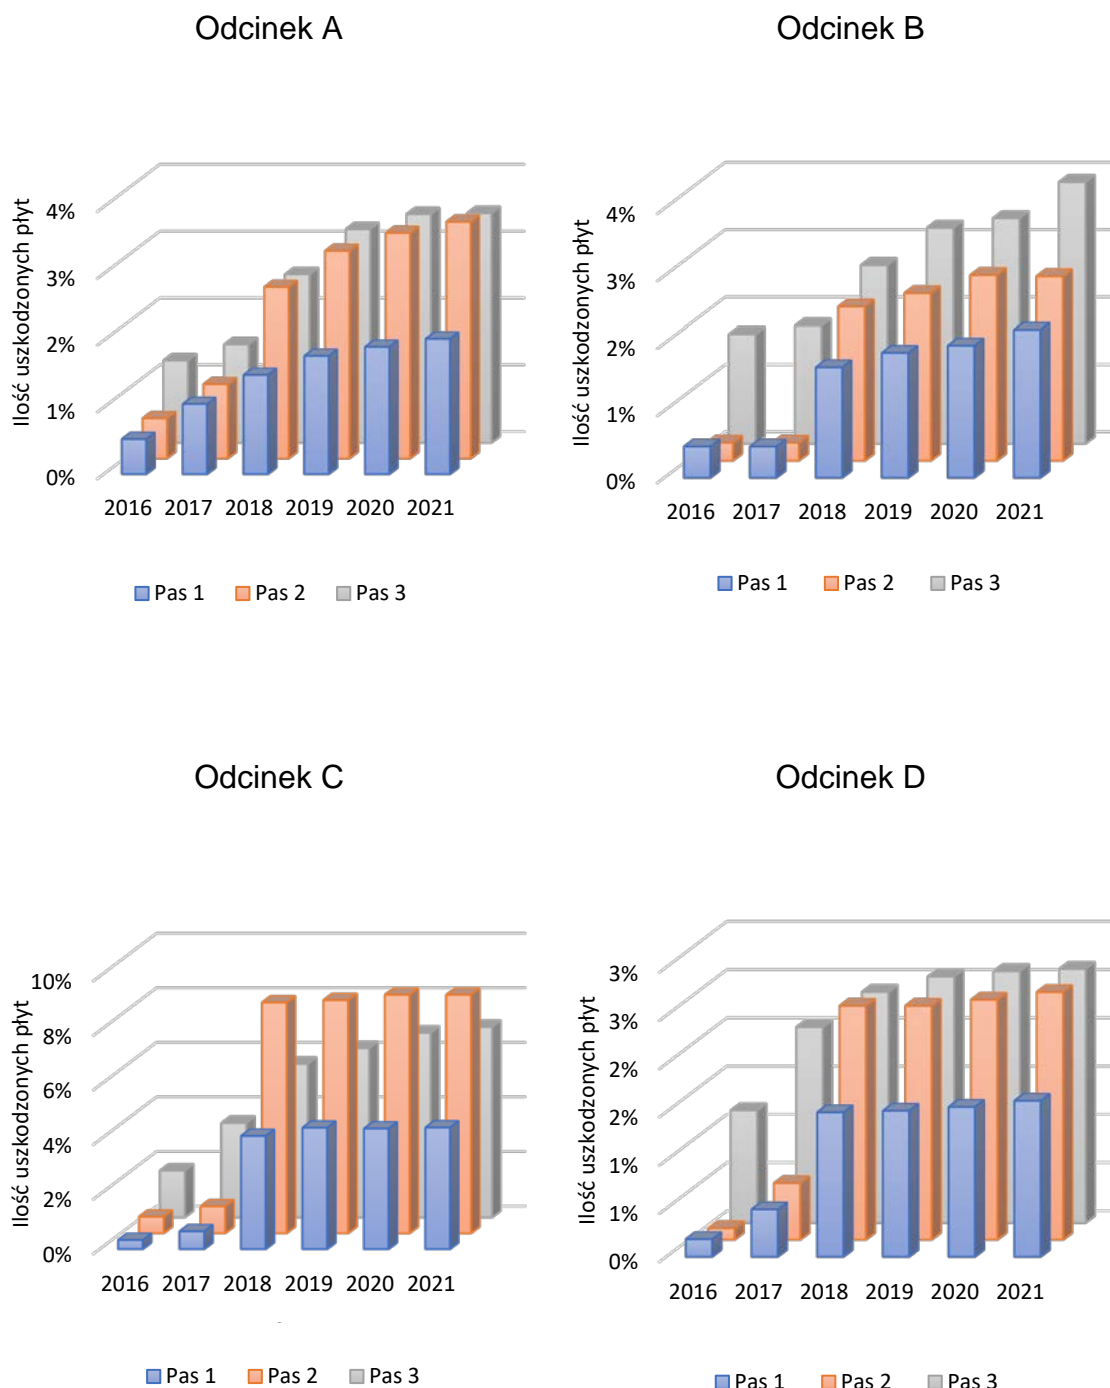 Odcinek A
Ilość uszkodzonych płyt
4%
3%
2%
1%
0%
2016 2017 2018 2019 2020 2021
Pas 1 Pas 2 Pas 3
Odcinek B
Ilość uszkodzonych płyt
4%
3%
2%
1%
0%
2016 2017 2018 2019 2020 2021
Pas 1 Pas 2 Pas 3
Odcinek C
Ilość uszkodzonych płyt
10%
8%
6%
4%
2%
0%
2016 2017 2018 2019 2020 2021
Pas 1 Pas 2 Pas 3
Odcinek D
Ilość uszkodzonych płyt
3%
3%
2%
2%
1%
1%
0%
2016 2017 2018 2019 2020 2021
Pas 1 Pas 2 Pas 3